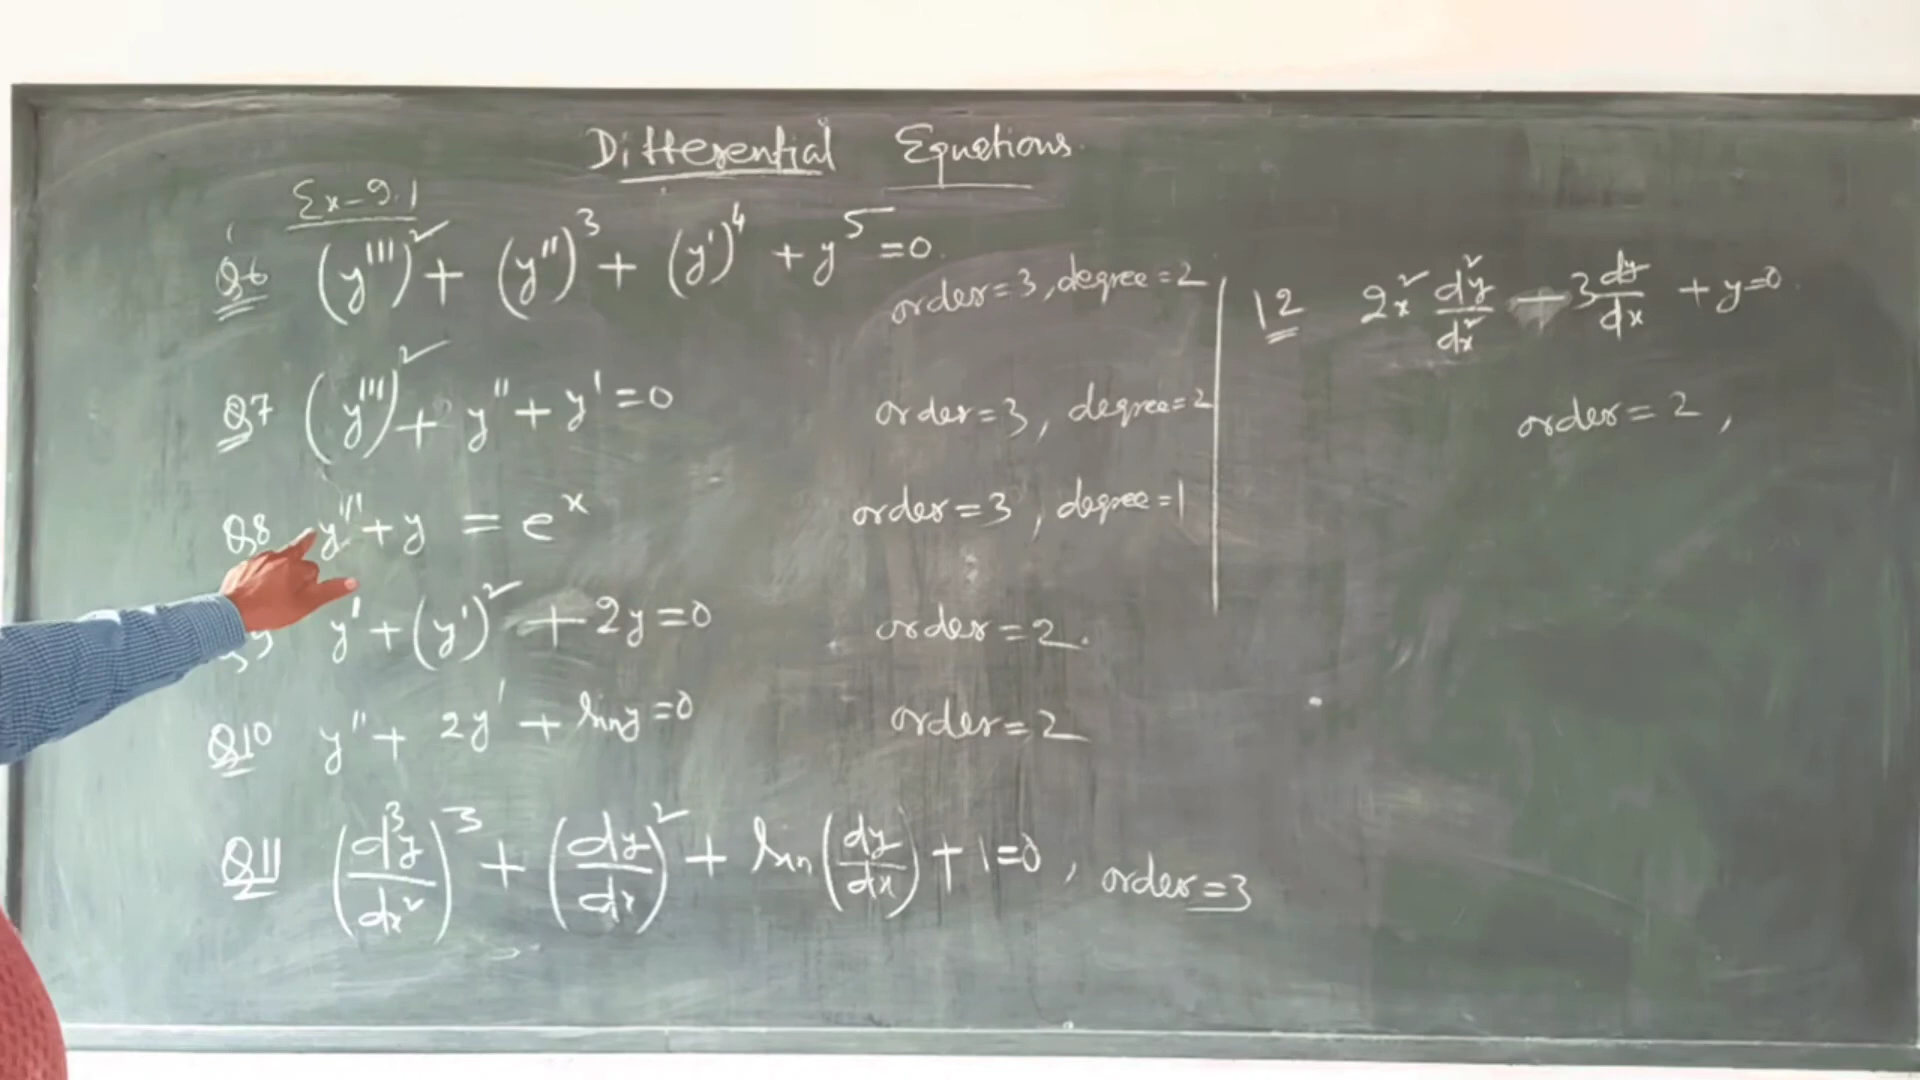 Differential Equations.
Ex-9.1
Q6 (y''')² + (y'')³ + (y')⁴ + y⁵ = 0.
order = 3, degree = 2
Q7 (y''')² + y'' + y' = 0
order = 3, degree = 2
Q8 y''' + y = eˣ
order = 3, degree = 1
y' + (y')² + 2y = 0
order = 2.
Q10 y'' + 2y' + sin y = 0
order = 2
Q11 (d³y/dx²)³ + (dy/dx)² + sin(dy/dx) + 1 = 0, order = 3
12 2x² d²y/dx² - 3 dy/dx + y = 0.
order = 2,